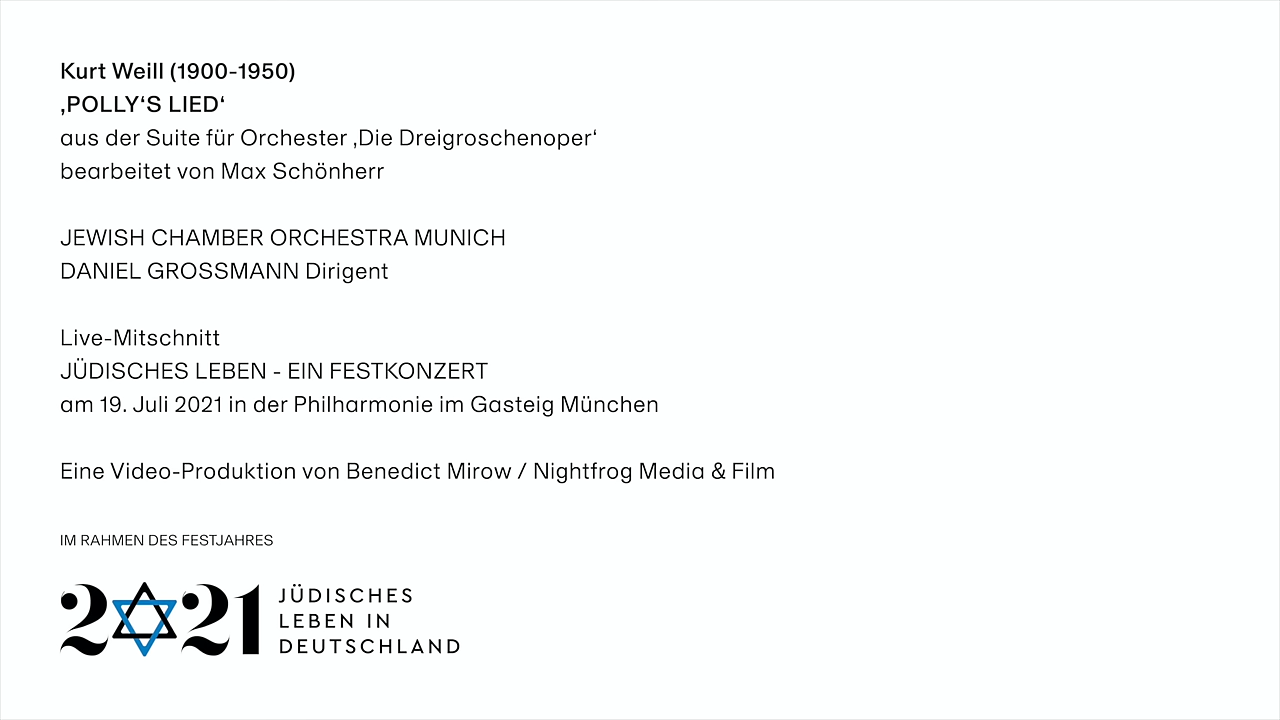 Kurt Weill (1900-1950)
‚POLLY‘S LIED‘
aus der Suite für Orchester ‚Die Dreigroschenoper‘
bearbeitet von Max Schönherr
JEWISH CHAMBER ORCHESTRA MUNICH
DANIEL GROSSMANN Dirigent
Live-Mitschnitt
JÜDISCHES LEBEN - EIN FESTKONZERT
am 19. Juli 2021 in der Philharmonie im Gasteig München
Eine Video-Produktion von Benedict Mirow / Nightfrog Media & Film
IM RAHMEN DES FESTJAHRES
2✡21
JÜDISCHES
LEBEN IN
DEUTSCHLAND